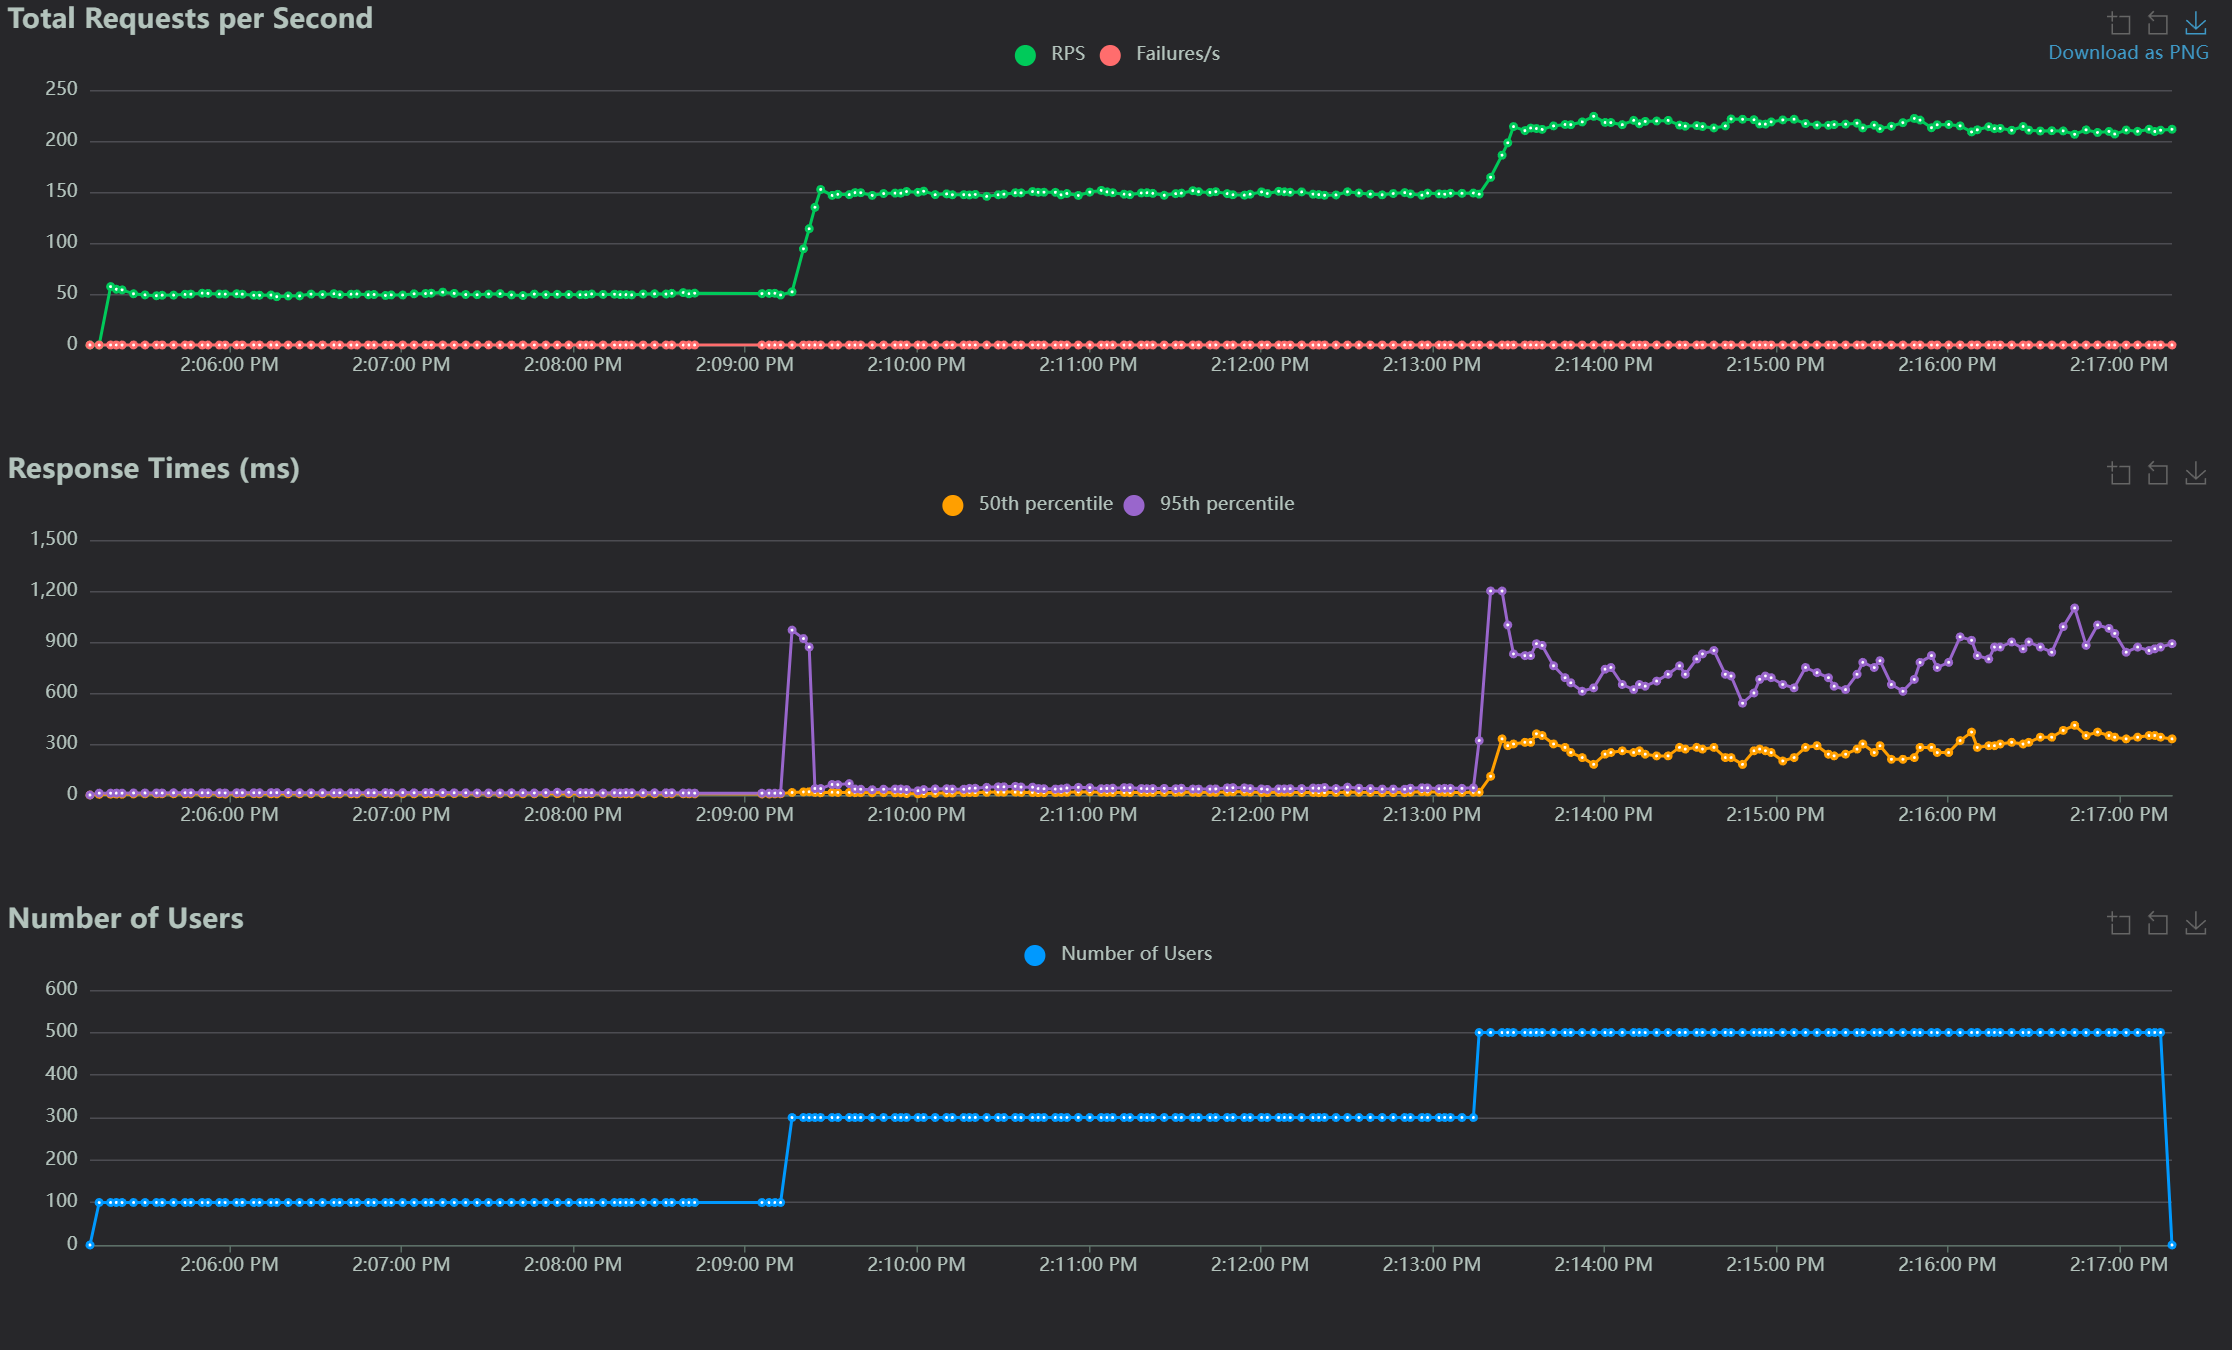 Total Requests per Second
RPS Failures/s
Download as PNG
250
200
150
100
50
0
2:06:00 PM 2:07:00 PM 2:08:00 PM 2:09:00 PM 2:10:00 PM 2:11:00 PM 2:12:00 PM 2:13:00 PM 2:14:00 PM 2:15:00 PM 2:16:00 PM 2:17:00 PM
Response Times (ms)
50th percentile 95th percentile
1,500
1,200
900
600
300
0
2:06:00 PM 2:07:00 PM 2:08:00 PM 2:09:00 PM 2:10:00 PM 2:11:00 PM 2:12:00 PM 2:13:00 PM 2:14:00 PM 2:15:00 PM 2:16:00 PM 2:17:00 PM
Number of Users
Number of Users
600
500
400
300
200
100
0
2:06:00 PM 2:07:00 PM 2:08:00 PM 2:09:00 PM 2:10:00 PM 2:11:00 PM 2:12:00 PM 2:13:00 PM 2:14:00 PM 2:15:00 PM 2:16:00 PM 2:17:00 PM